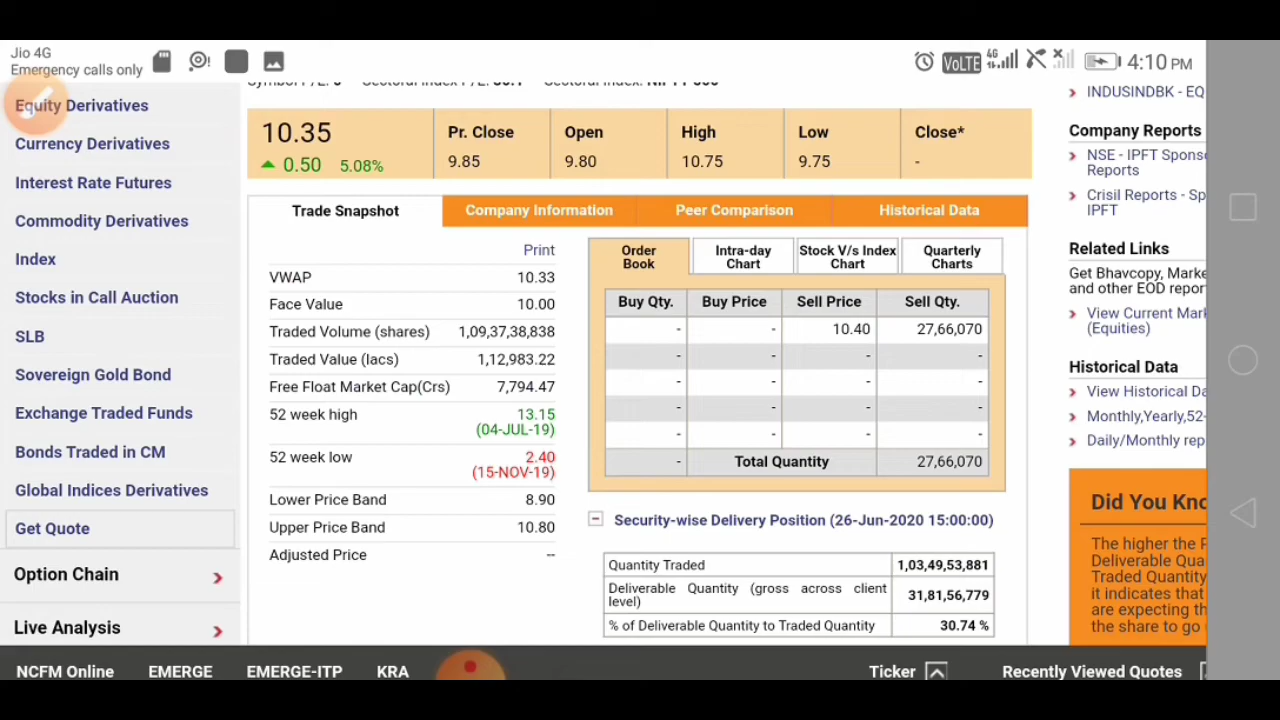 Jio 4G
Emergency calls only
VoLTE
4G
4:10 PM
Equity Derivatives
Currency Derivatives
Interest Rate Futures
Commodity Derivatives
Index
Stocks in Call Auction
SLB
Sovereign Gold Bond
Exchange Traded Funds
Bonds Traded in CM
Global Indices Derivatives
Get Quote
Option Chain
Live Analysis
10.35
0.50 5.08%
Pr. Close
9.85
Open
9.80
High
10.75
Low
9.75
Close*
-
Trade Snapshot
Company Information
Peer Comparison
Historical Data
Print
VWAP 10.33
Face Value 10.00
Traded Volume (shares) 1,09,37,38,838
Traded Value (lacs) 1,12,983.22
Free Float Market Cap(Crs) 7,794.47
52 week high 13.15
(04-JUL-19)
52 week low 2.40
(15-NOV-19)
Lower Price Band 8.90
Upper Price Band 10.80
Adjusted Price --
Order
Book
Intra-day
Chart
Stock V/s Index
Chart
Quarterly
Charts
Buy Qty. Buy Price Sell Price Sell Qty.
- - 10.40 27,66,070
- - - -
- - - -
- - - -
- - - -
- Total Quantity 27,66,070
Security-wise Delivery Position (26-Jun-2020 15:00:00)
Quantity Traded 1,03,49,53,881
Deliverable Quantity (gross across client
level) 31,81,56,779
% of Deliverable Quantity to Traded Quantity 30.74 %
INDUSINDBK - EQ
Company Reports
NSE - IPFT Spons
Reports
Crisil Reports - Sp
IPFT
Related Links
Get Bhavcopy, Marke
and other EOD repor
View Current Mar
(Equities)
Historical Data
View Historical Da
Monthly,Yearly,52-
Daily/Monthly rep
Did You Kno
The higher the
Deliverable Qua
Traded Quantity
it indicates that
are expecting th
the share to go
NCFM Online
EMERGE
EMERGE-ITP
KRA
Ticker
Recently Viewed Quotes